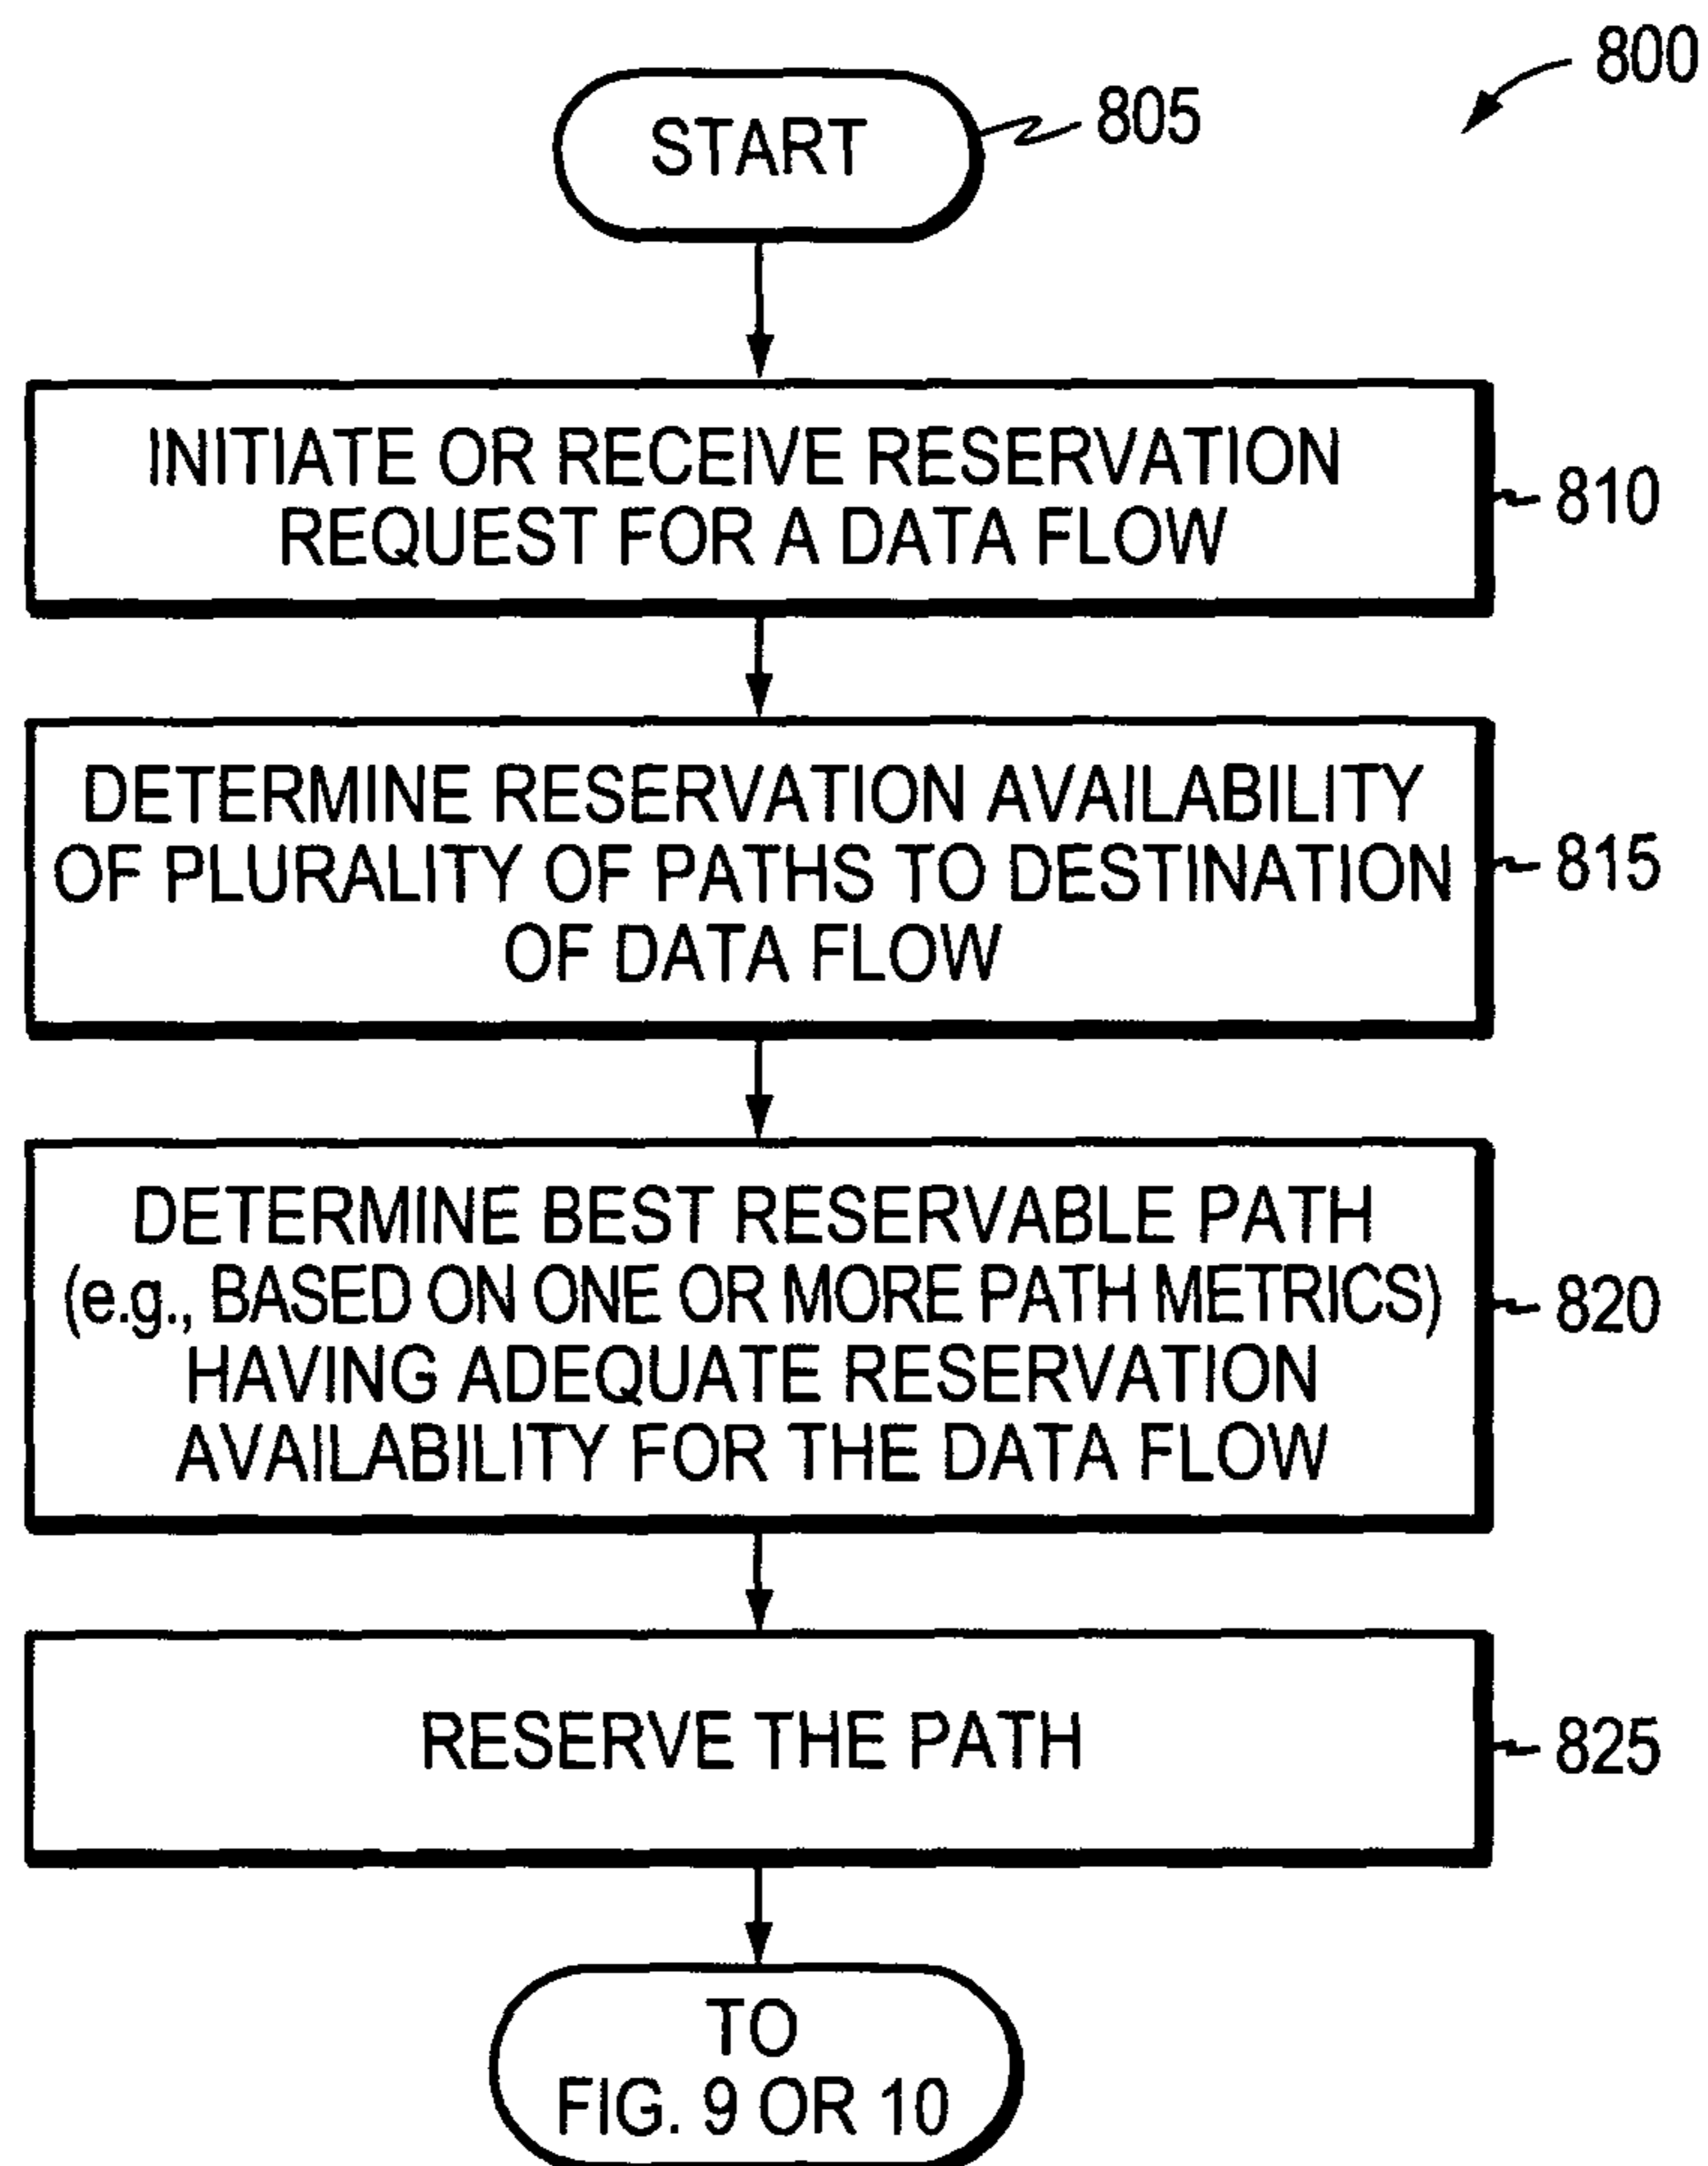 800
START
805
INITIATE OR RECEIVE RESERVATION
REQUEST FOR A DATA FLOW
810
DETERMINE RESERVATION AVAILABILITY
OF PLURALITY OF PATHS TO DESTINATION
OF DATA FLOW
815
DETERMINE BEST RESERVABLE PATH
(e.g., BASED ON ONE OR MORE PATH METRICS)
HAVING ADEQUATE RESERVATION
AVAILABILITY FOR THE DATA FLOW
820
RESERVE THE PATH
825
TO
FIG. 9 OR 10